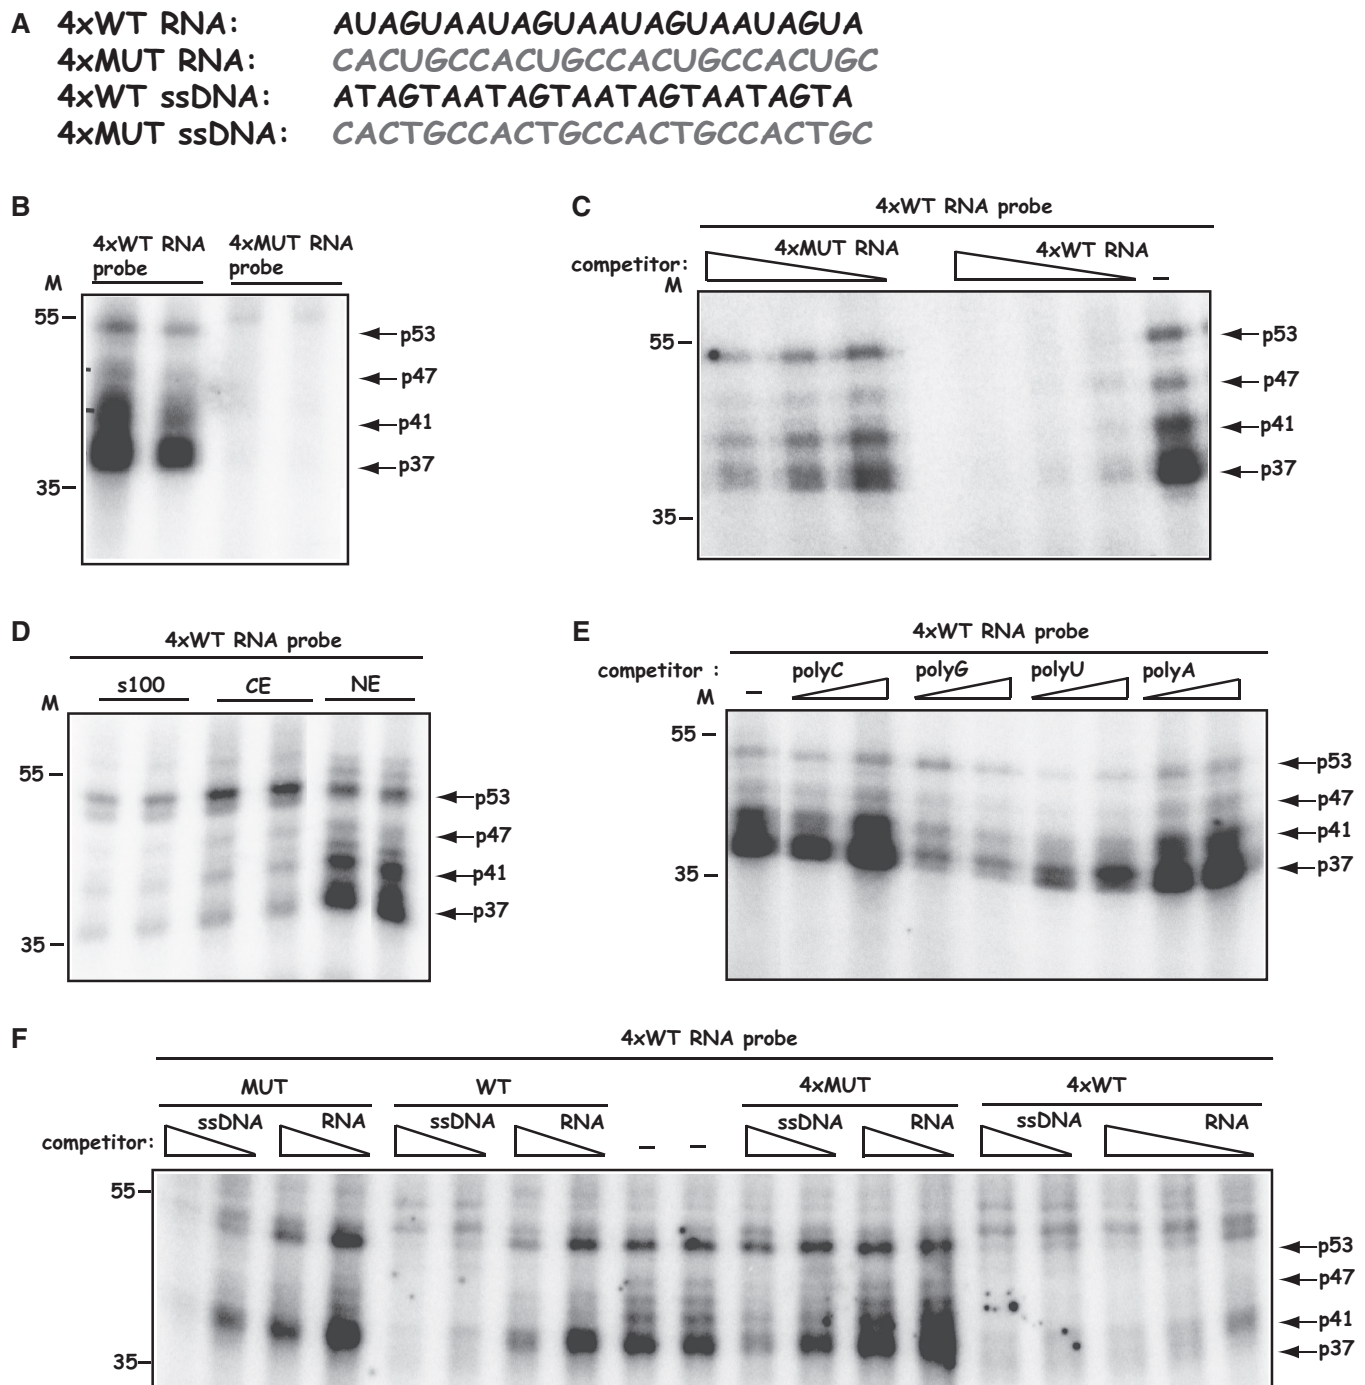 A 4xWT RNA: AUAGUAAUAGUAAUAGUAAUAGUA
4xMUT RNA: CACUGCCACUGCCACUGCCACUGC
4xWT ssDNA: ATAGTAATAGTAATAGTAATAGTA
4xMUT ssDNA: CACTGCCACTGCCACTGCCACTGC
B
4xWT RNA probe
4xMUT RNA probe
M
55
35
p53
p47
p41
p37
C
4xWT RNA probe
competitor: 4xMUT RNA 4xWT RNA –
M
55
35
p53
p47
p41
p37
D
4xWT RNA probe
s100 CE NE
M
55
35
p53
p47
p41
p37
E
4xWT RNA probe
competitor : – polyC polyG polyU polyA
M
55
35
p53
p47
p41
p37
F
4xWT RNA probe
MUT WT 4xMUT 4xWT
competitor: ssDNA RNA ssDNA RNA – – ssDNA RNA ssDNA RNA
55
35
p53
p47
p41
p37